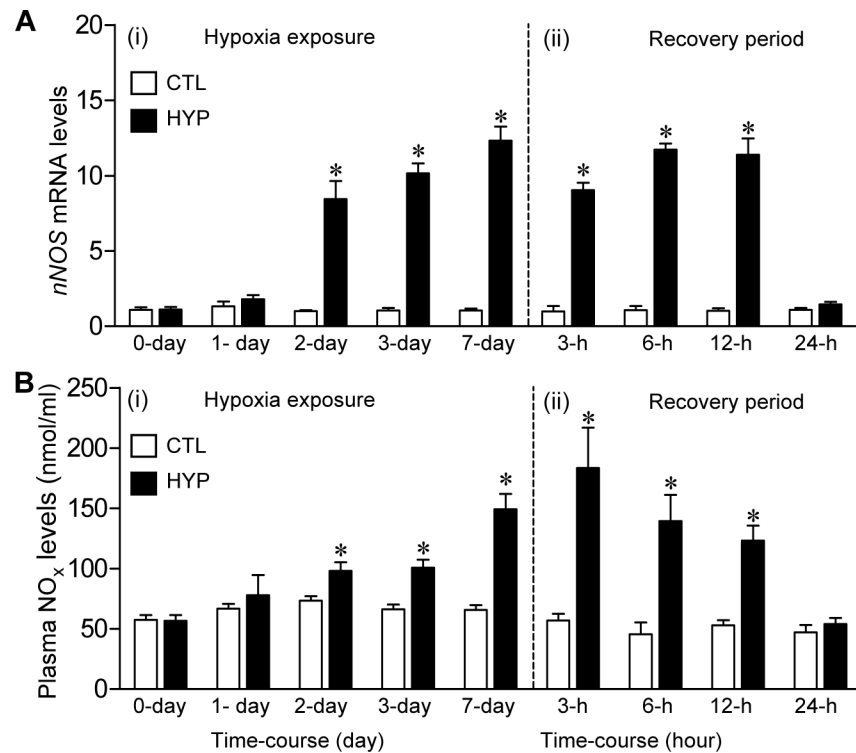 A
(i) Hypoxia exposure (ii) Recovery period
CTL
HYP
nNOS mRNA levels
20
15
10
5
0
* * * * * *
0-day 1- day 2-day 3-day 7-day 3-h 6-h 12-h 24-h
B
(i) Hypoxia exposure (ii) Recovery period
CTL
HYP
Plasma NOx levels (nmol/ml)
250
200
150
100
50
0
* * * * * *
0-day 1- day 2-day 3-day 7-day 3-h 6-h 12-h 24-h
Time-course (day) Time-course (hour)